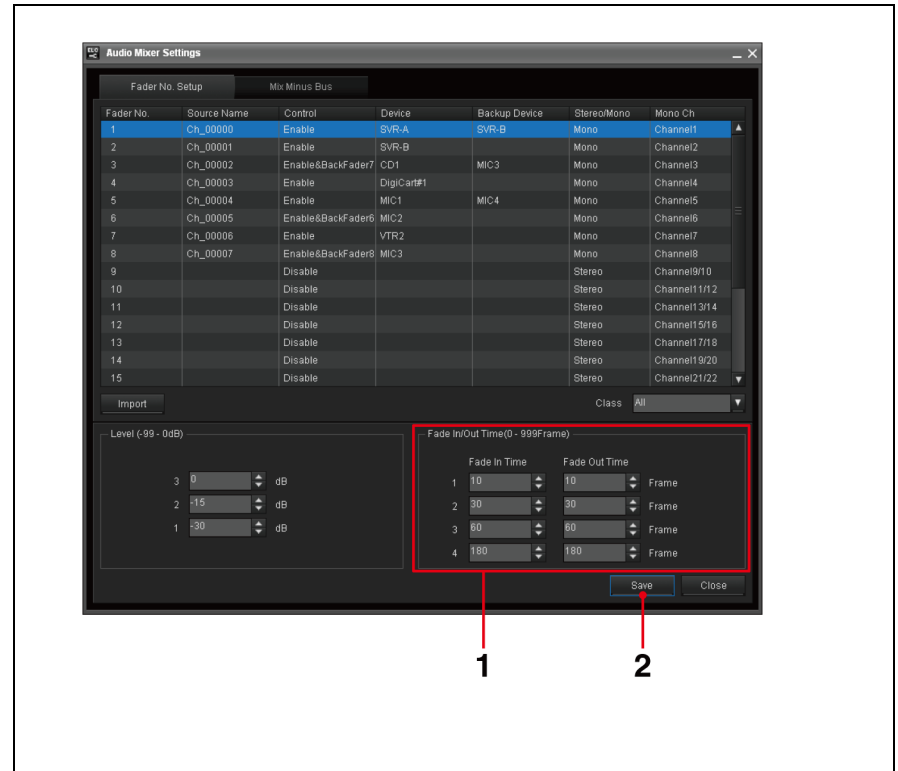 Audio Mixer Settings
Fader No. Setup Mix Minus Bus
Fader No. Source Name Control Device Backup Device Stereo/Mono Mono Ch
1 Ch_00000 Enable SVR-A SVR-B Mono Channel1
2 Ch_00001 Enable SVR-B Mono Channel2
3 Ch_00002 Enable&BackFader7 CD1 MIC3 Mono Channel3
4 Ch_00003 Enable DigiCart#1 Mono Channel4
5 Ch_00004 Enable MIC1 MIC4 Mono Channel5
6 Ch_00005 Enable&BackFader6 MIC2 Mono Channel6
7 Ch_00006 Enable VTR2 Mono Channel7
8 Ch_00007 Enable&BackFader8 MIC3 Mono Channel8
9 Disable Stereo Channel9/10
10 Disable Stereo Channel11/12
11 Disable Stereo Channel13/14
12 Disable Stereo Channel15/16
13 Disable Stereo Channel17/18
14 Disable Stereo Channel19/20
15 Disable Stereo Channel21/22
Import Class All
Level (-99 - 0dB) Fade In/Out Time(0 - 999Frame)
Fade In Time Fade Out Time
3 0 dB 1 10 10 Frame
2 -15 dB 2 30 30 Frame
1 -30 dB 3 60 60 Frame
4 180 180 Frame
Save Close
1 2